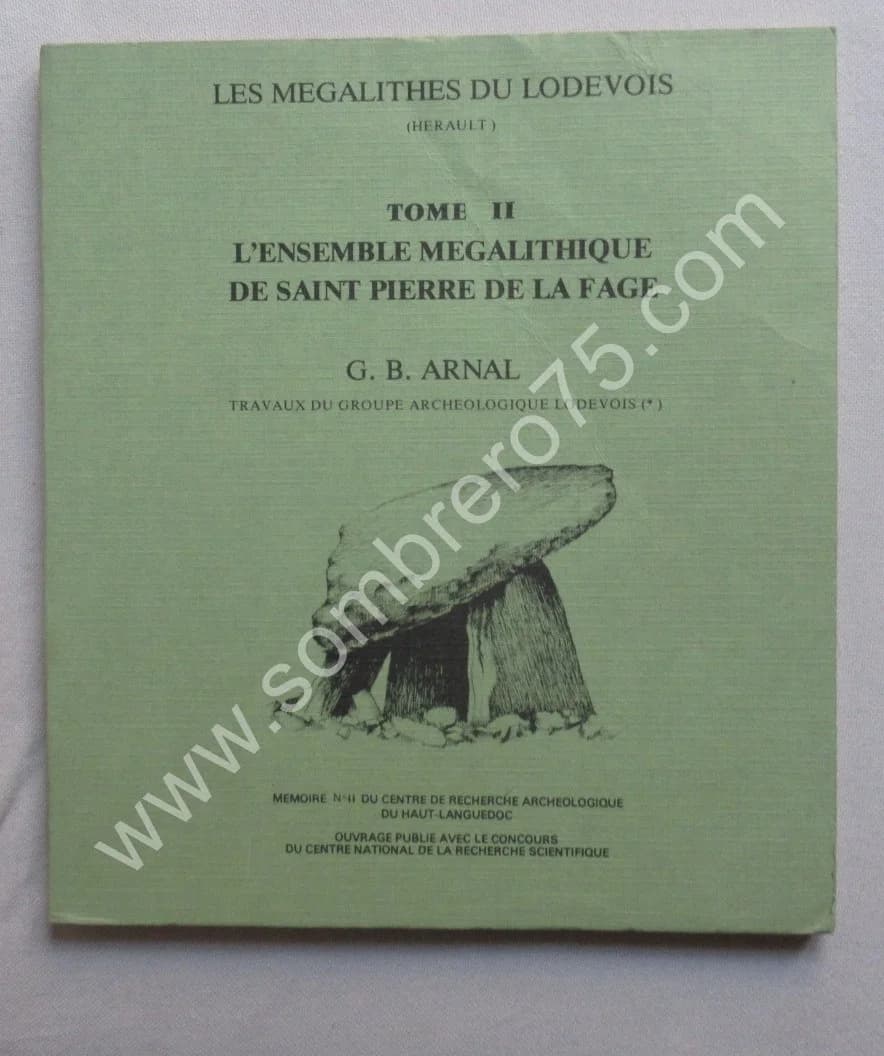 LES MEGALITHES DU LODEVOIS
(HERAULT)
TOME II
L'ENSEMBLE MEGALITHIQUE
DE SAINT PIERRE DE LA FAGE
G. B. ARNAL
TRAVAUX DU GROUPE ARCHEOLOGIQUE LODEVOIS (*)
MEMOIRE N°II DU CENTRE DE RECHERCHE ARCHEOLOGIQUE
DU HAUT-LANGUEDOC
OUVRAGE PUBLIE AVEC LE CONCOURS
DU CENTRE NATIONAL DE LA RECHERCHE SCIENTIFIQUE
www.sombrero75.com